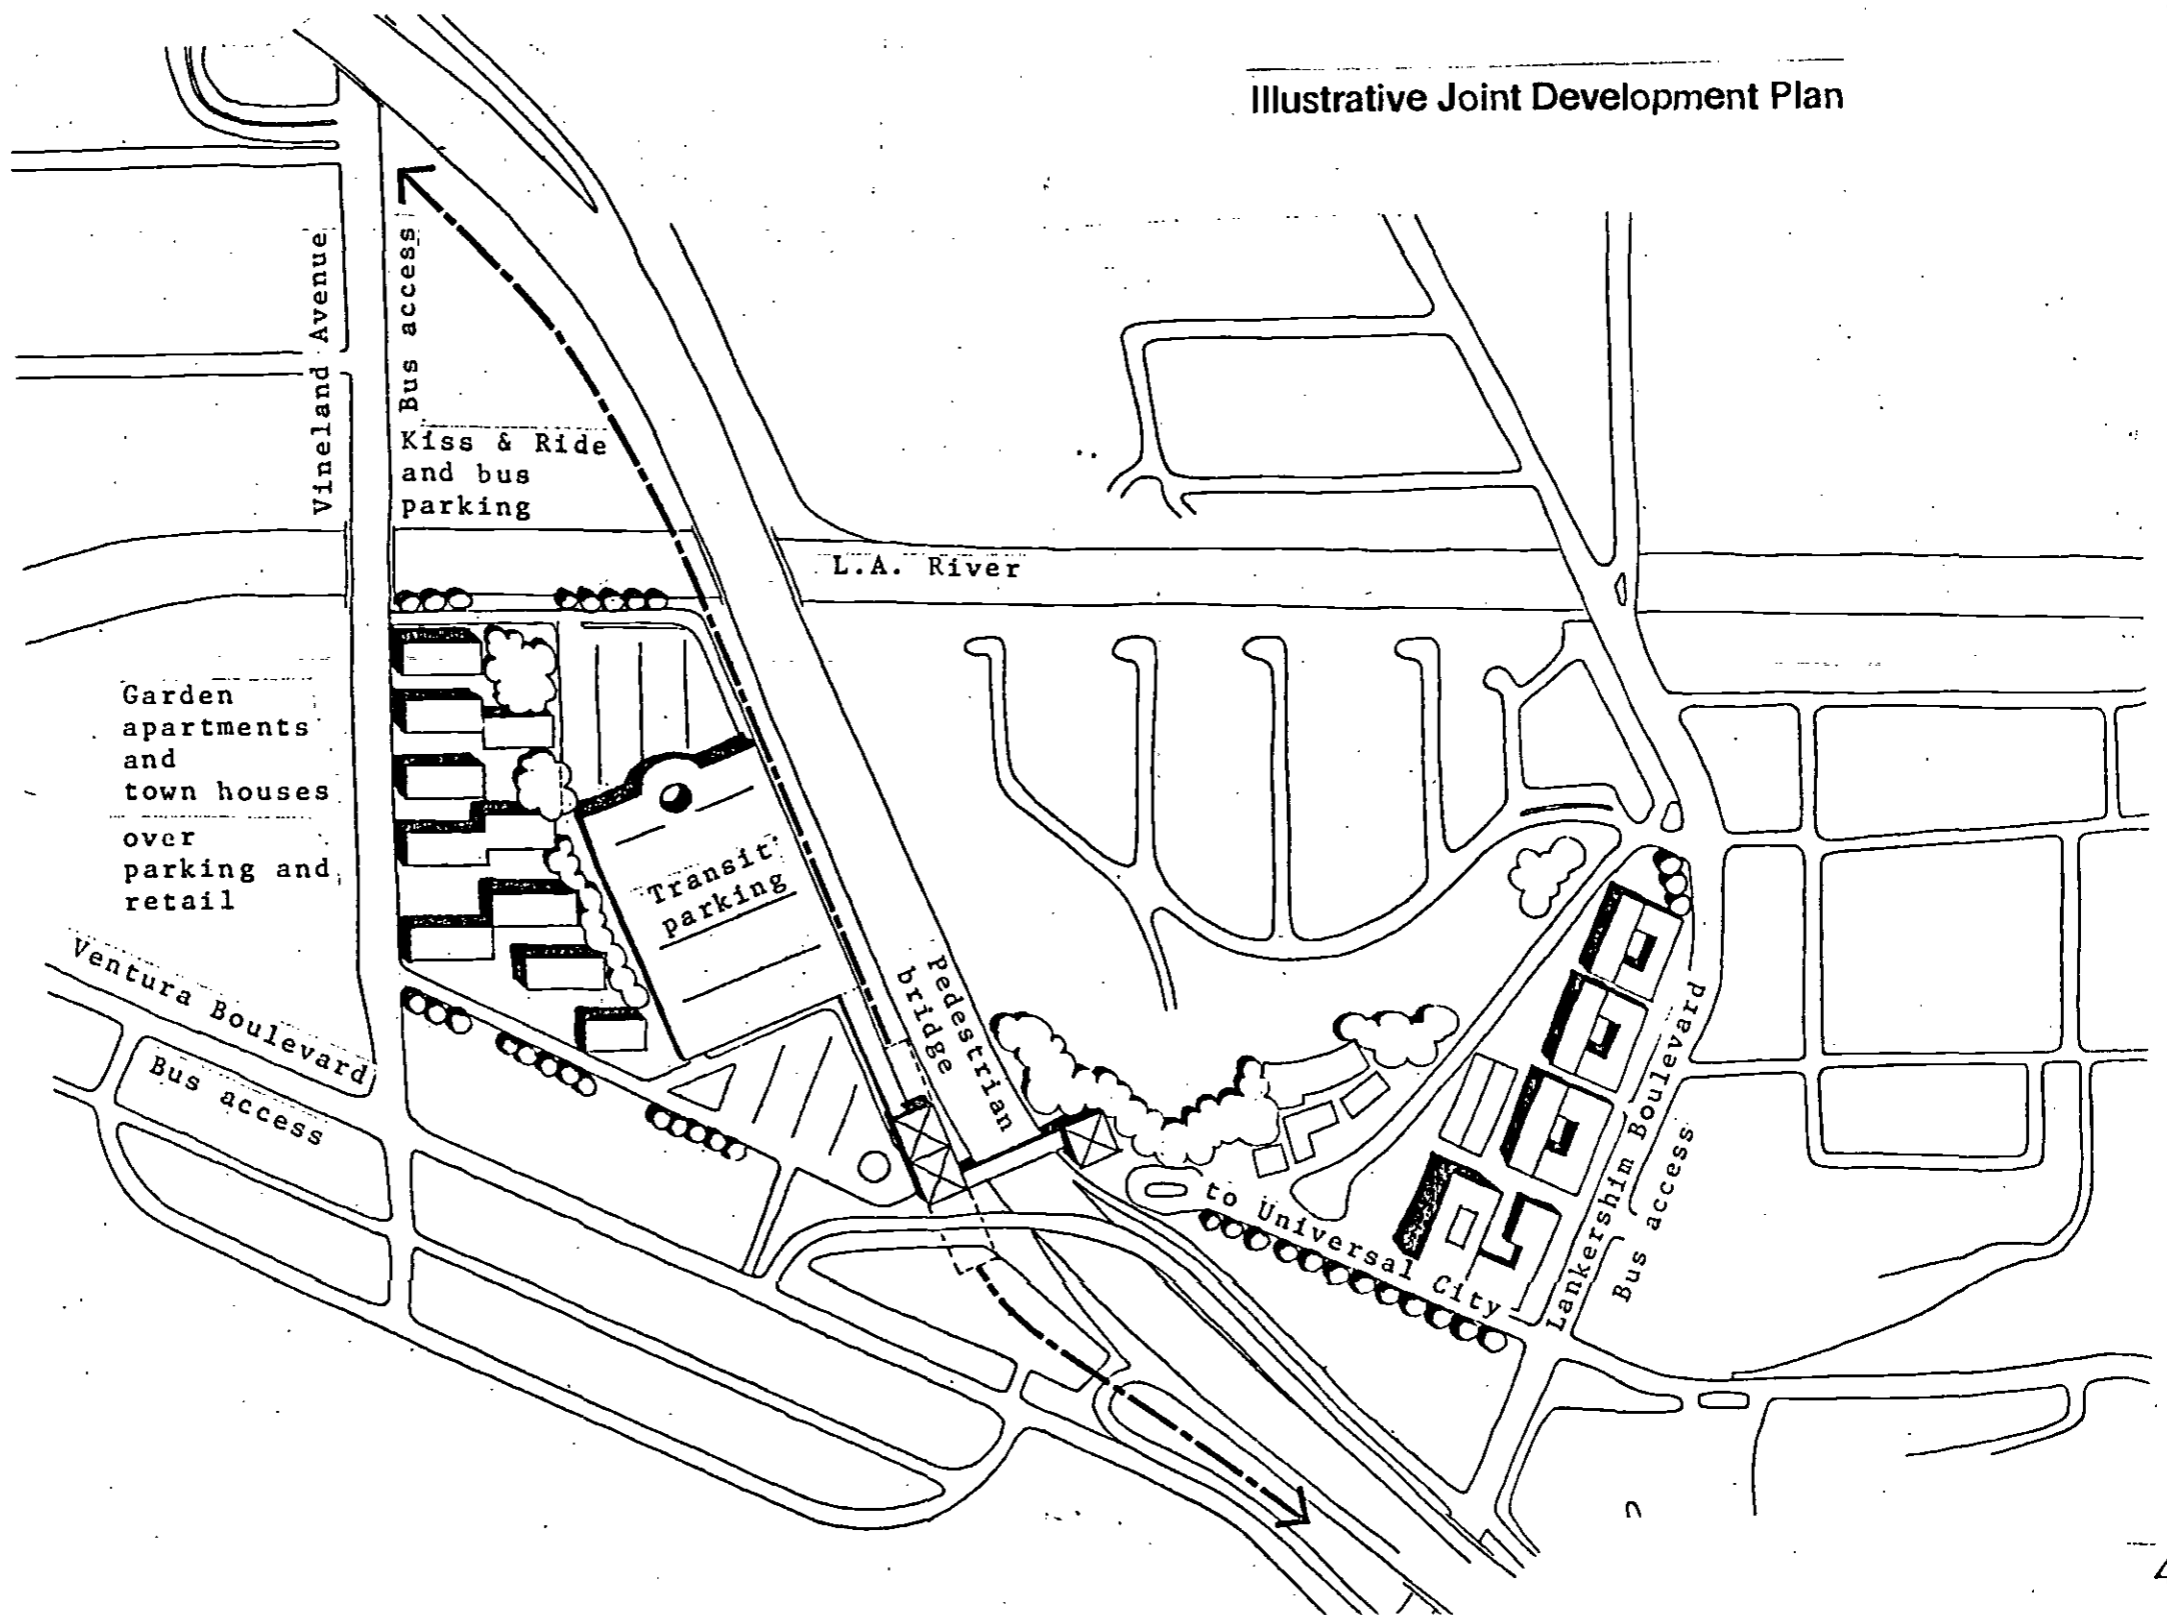 Illustrative Joint Development Plan
Vineland Avenue
Bus access
Kiss & Ride
and bus
parking
L.A. River
Garden
apartments
and
town houses
over
parking and
retail
Transit
parking
Ventura Boulevard
Bus access
Pedestrian
bridge
to Universal City
Lankershim Boulevard
Bus access